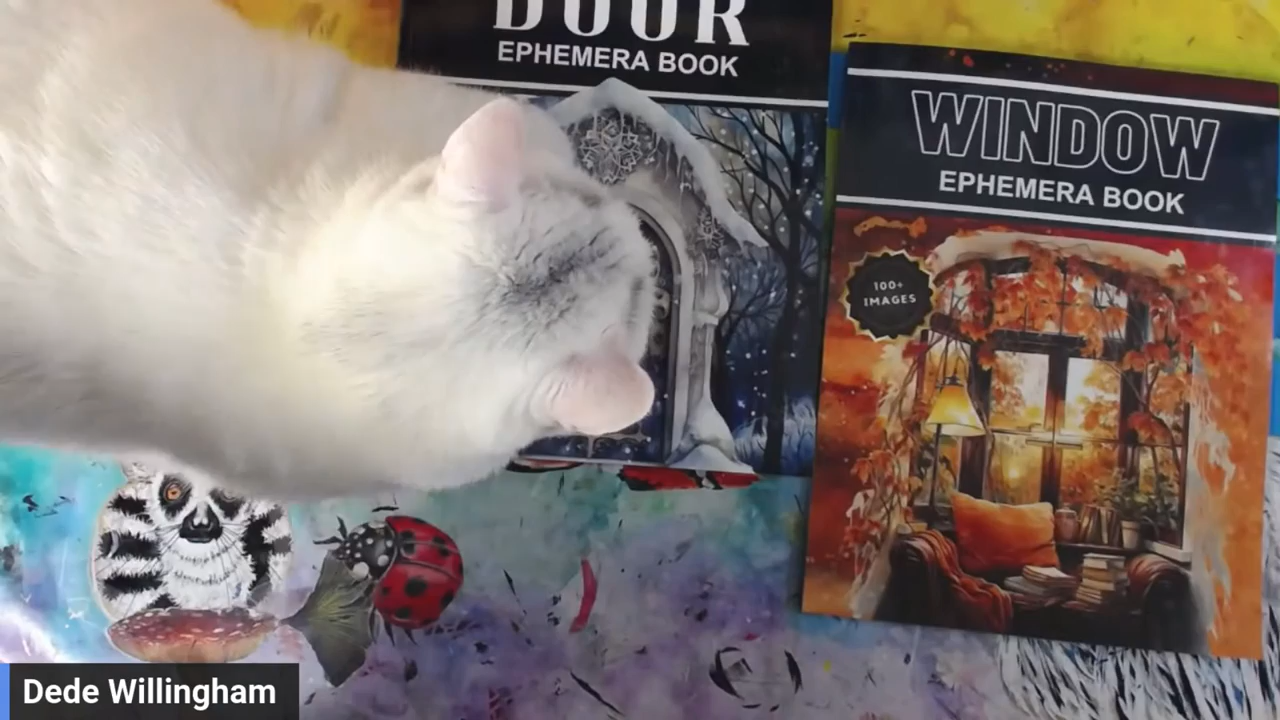 DOOR
EPHEMERA BOOK
WINDOW
EPHEMERA BOOK
100+
IMAGES
Dede Willingham